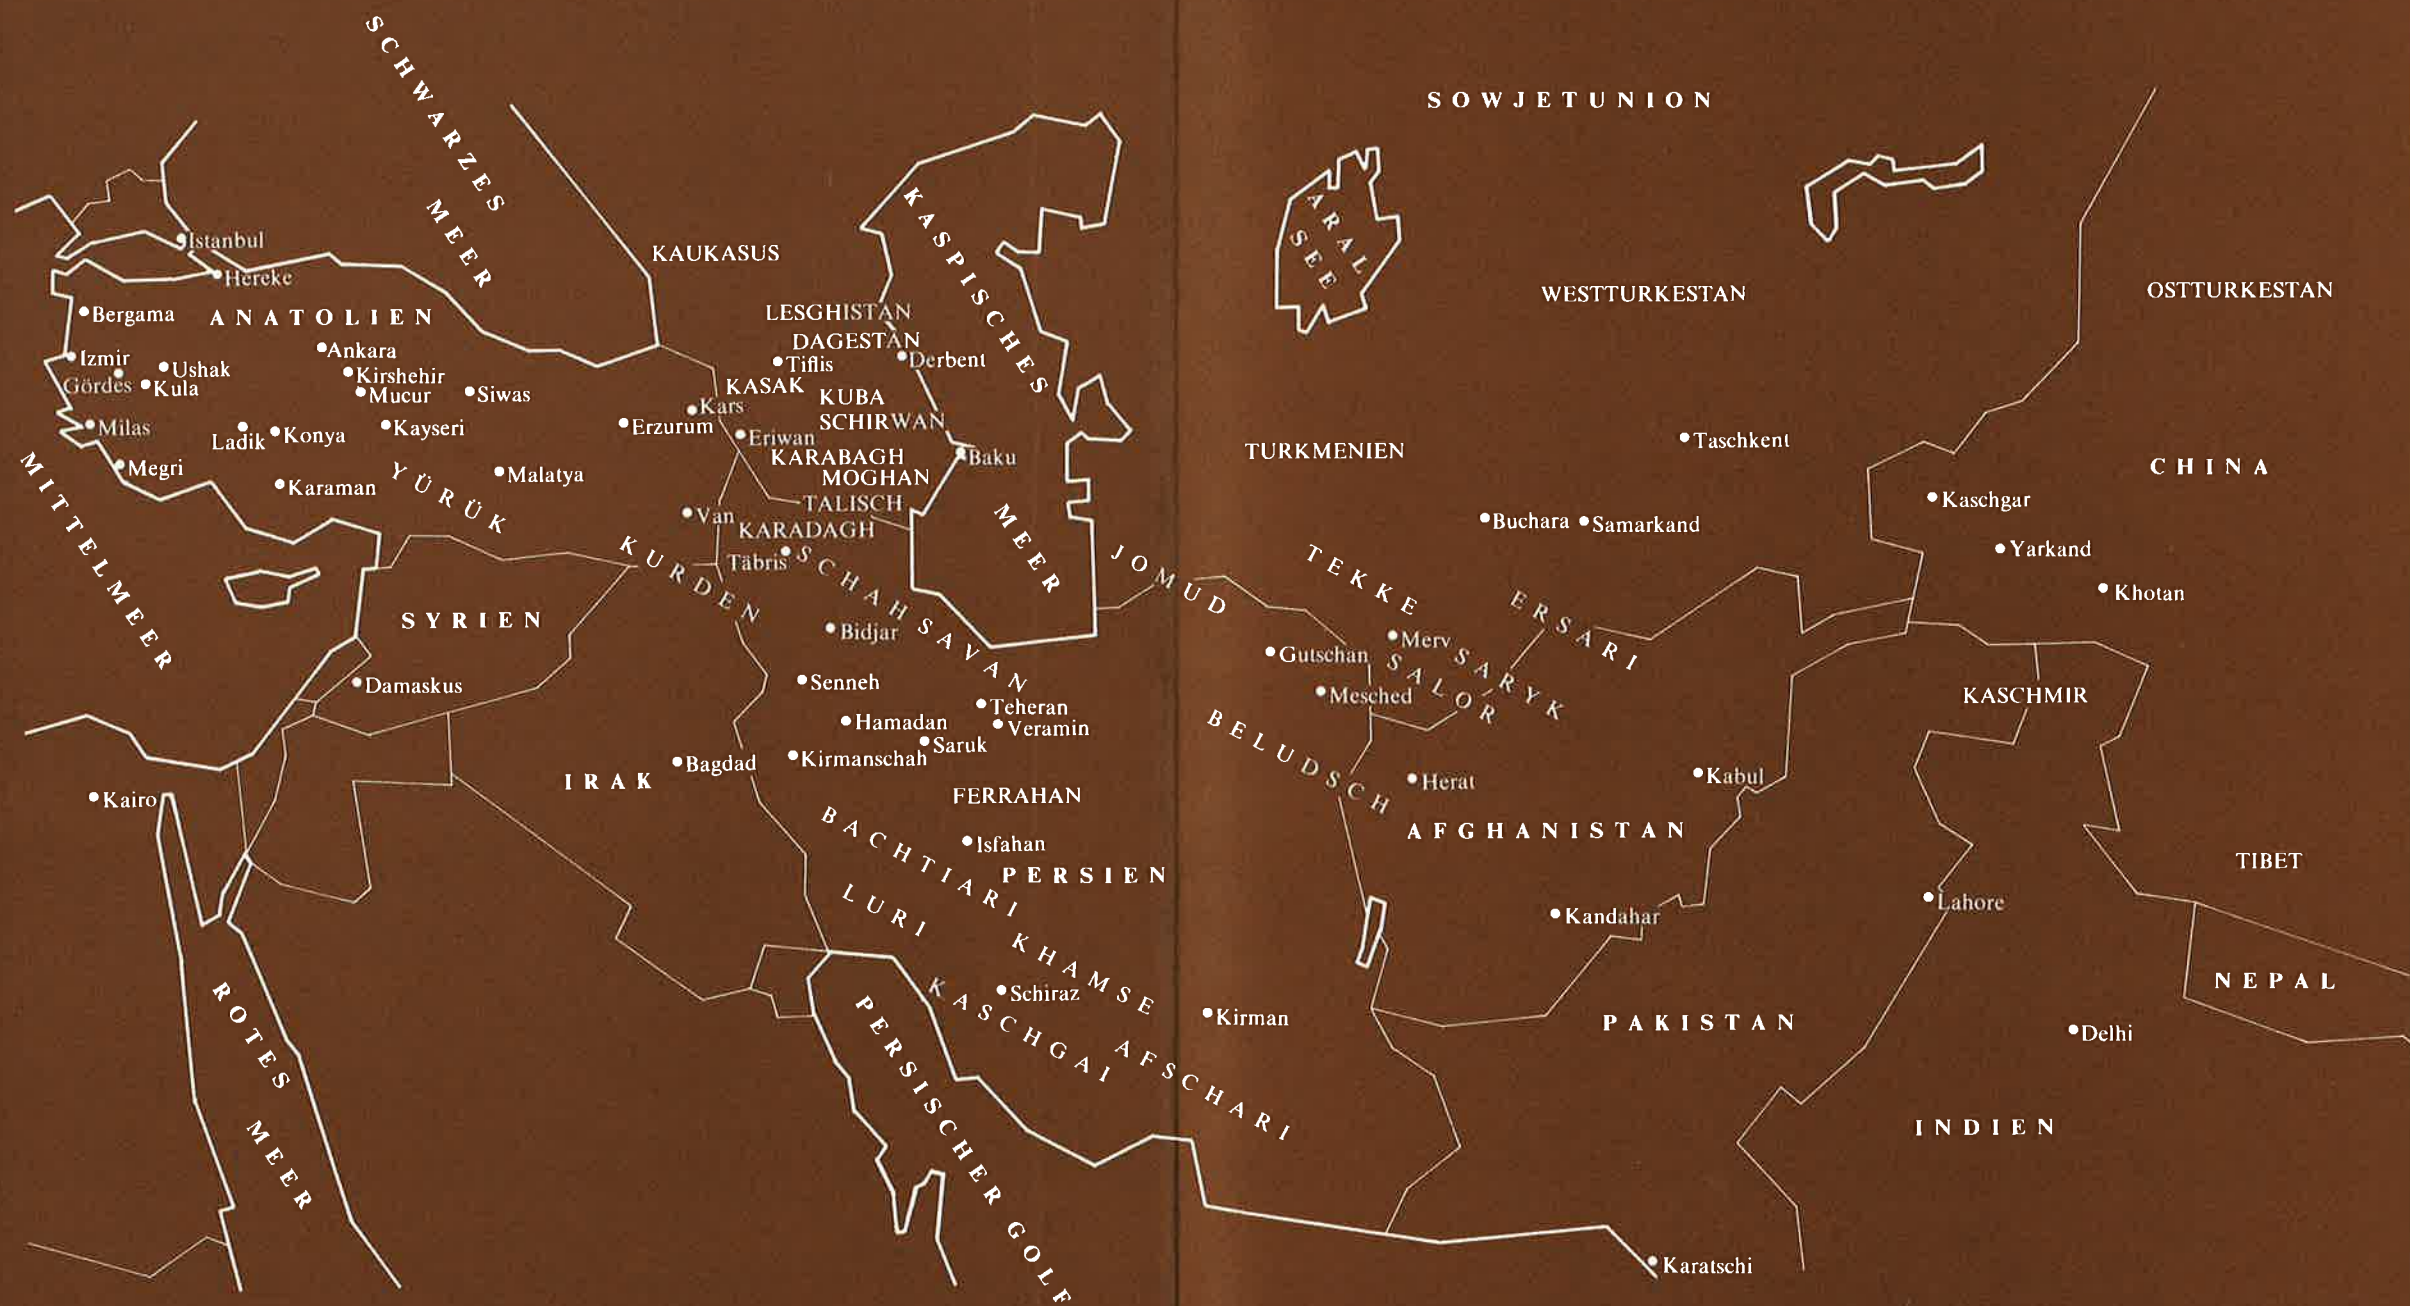 SCHWARZES
MEER
SOWJETUNION
KASPISCHES
MEER
ARAL
SEE
Istanbul
KAUKASUS
Hereke
WESTTURKESTAN
OSTTURKESTAN
Bergama
ANATOLIEN
LESGHISTAN
DAGESTAN
Izmir
Ushak
Ankara
Tiflis
Derbent
Gördes
Kula
Kirshehir
Mucur
Siwas
KASAK
KUBA
Kars
SCHIRWAN
Milas
Ladik
Konya
Kayseri
Erzurum
Eriwan
KARABAGH
Baku
TURKMENIEN
Taschkent
CHINA
Megri
Karaman
YÜRÜK
Malatya
MOGHAN
TALISCH
Kaschgar
MITTELMEER
Van
KARADAGH
Buchara
Samarkand
Yarkand
KURDEN
Täbris
SCHAHSAVAN
JOMUD
TEKKE
ERSARI
Khotan
SYRIEN
Bidjar
Gutschan
Merv
SARYK
SALOR
Damaskus
Senneh
Teheran
Mesched
KASCHMIR
Hamadan
Veramin
Saruk
BELUDSCH
IRAK
Bagdad
Kirmanschah
Herat
Kabul
Kairo
FERRAHAN
BACHTIARI
Isfahan
AFGHANISTAN
PERSIEN
TIBET
LURI
Kandahar
Lahore
KHAMSE
ROTES
MEER
KASCHGAI
Schiraz
Kirman
PAKISTAN
NEPAL
Delhi
PERSISCHER GOLF
AFSCHARI
INDIEN
Karatschi